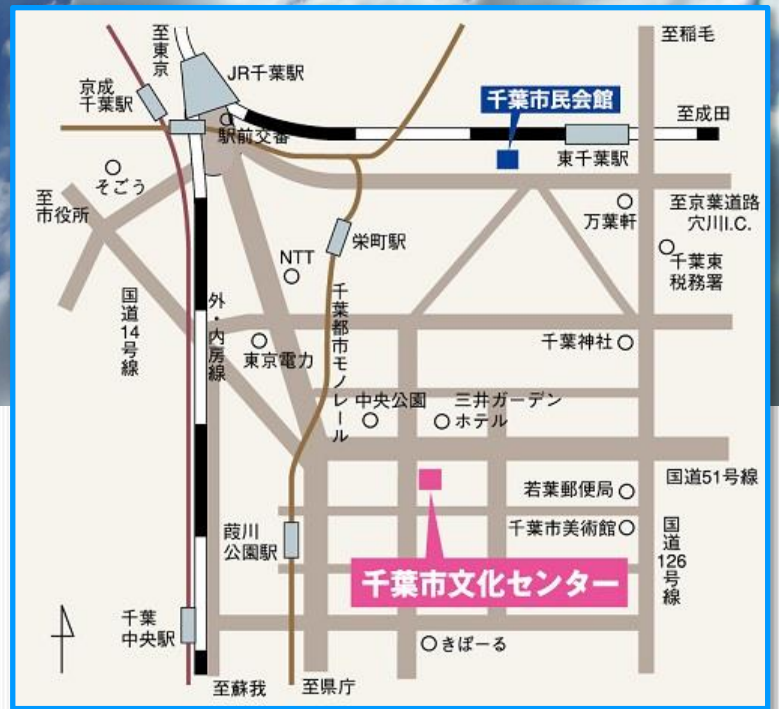 至東京
至稲毛
JR千葉駅
京成
千葉駅
千葉市民会館
至成田
駅前交番
東千葉駅
そごう
至
市役所
万葉軒
至京葉道路
穴川I.C.
栄町駅
NTT
千葉東
税務署
国道14号線
外・内房線
千葉都市モノレール
東京電力
千葉神社
中央公園
三井ガーデン
ホテル
国道51号線
若葉郵便局
葭川
公園駅
千葉市美術館
国道126号線
千葉市文化センター
千葉
中央駅
きぼーる
至蘇我
至県庁